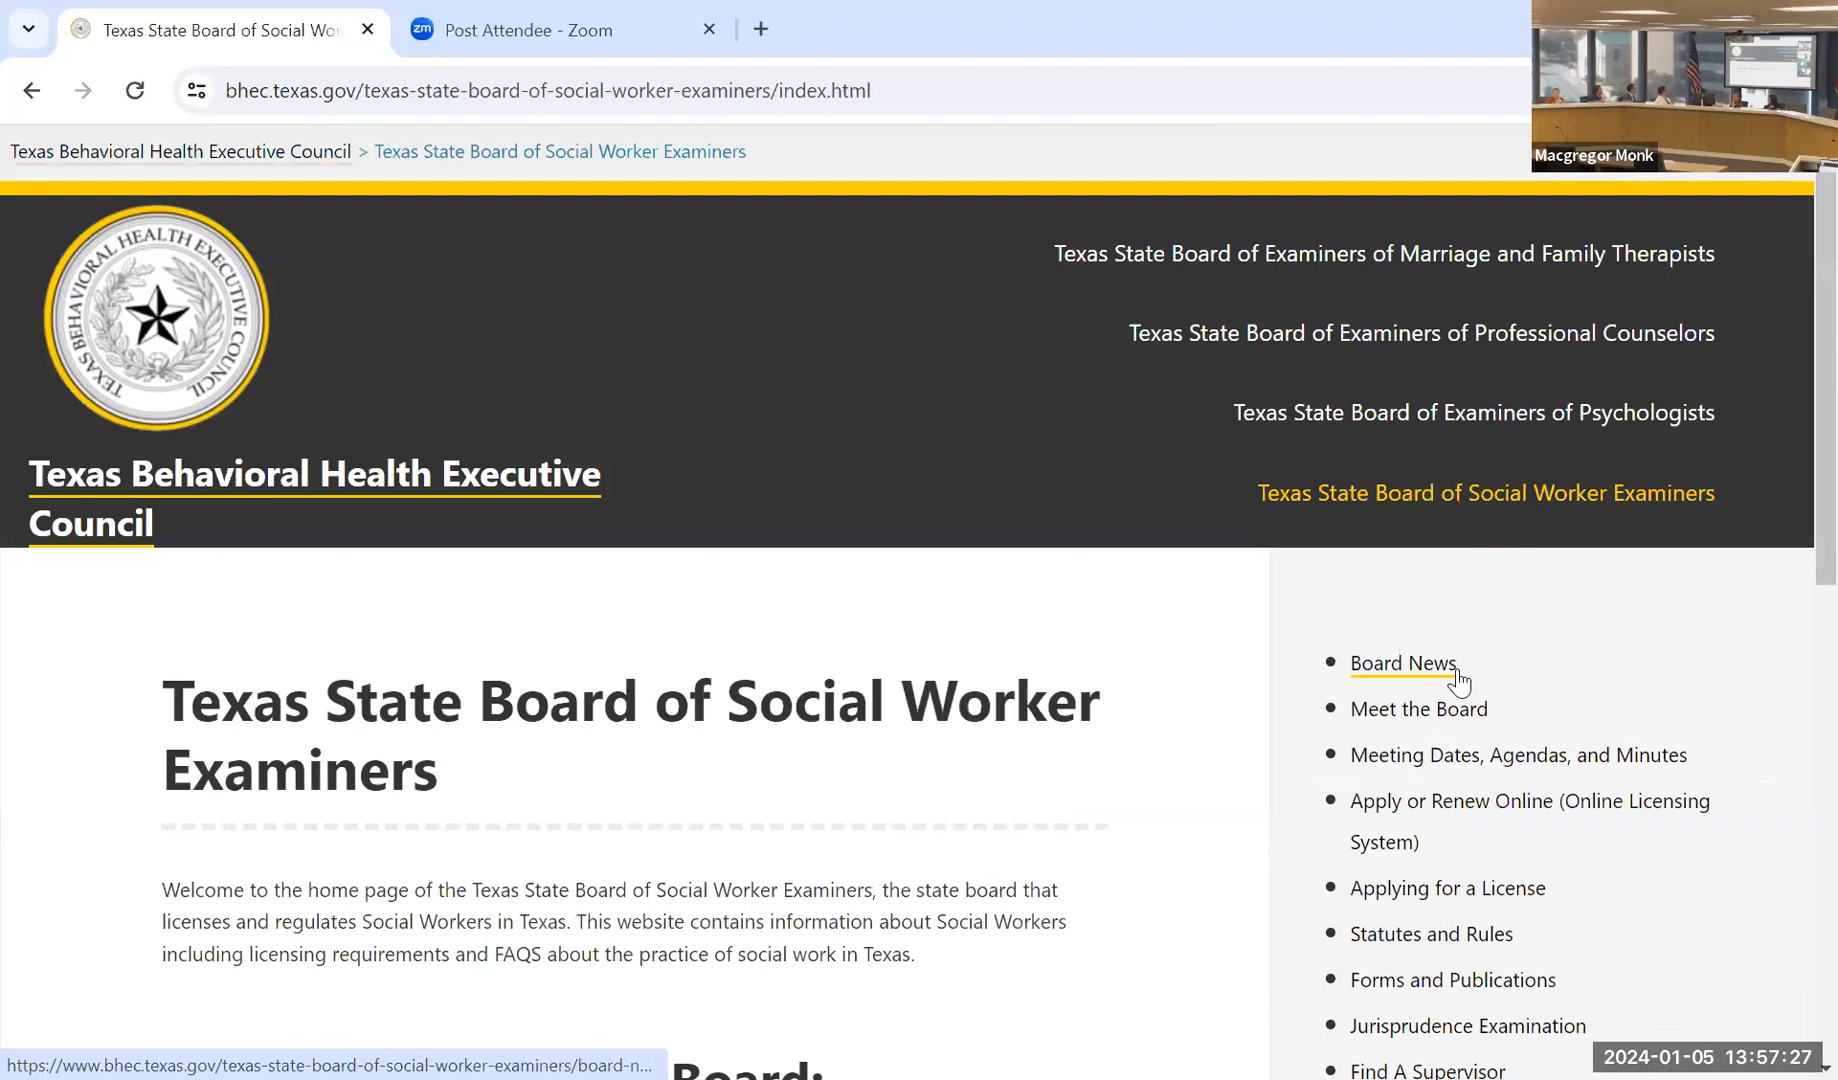 Texas State Board of Social Wor
Post Attendee - Zoom
bhec.texas.gov/texas-state-board-of-social-worker-examiners/index.html
Macgregor Monk
Texas Behavioral Health Executive Council > Texas State Board of Social Worker Examiners
TEXAS BEHAVIORAL HEALTH EXECUTIVE COUNCIL
Texas Behavioral Health Executive
Council
Texas State Board of Examiners of Marriage and Family Therapists
Texas State Board of Examiners of Professional Counselors
Texas State Board of Examiners of Psychologists
Texas State Board of Social Worker Examiners
Texas State Board of Social Worker
Examiners
Welcome to the home page of the Texas State Board of Social Worker Examiners, the state board that
licenses and regulates Social Workers in Texas. This website contains information about Social Workers
including licensing requirements and FAQS about the practice of social work in Texas.
Board:
Board News
Meet the Board
Meeting Dates, Agendas, and Minutes
Apply or Renew Online (Online Licensing
System)
Applying for a License
Statutes and Rules
Forms and Publications
Jurisprudence Examination
Find A Supervisor
https://www.bhec.texas.gov/texas-state-board-of-social-worker-examiners/board-n...
2024-01-05 13:57:27